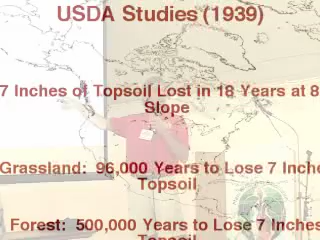 USDA Studies (1939)
7 Inches of Topsoil Lost in 18 Years at 8
Slope
Grassland: 96,000 Years to Lose 7 Inche
Topsoil
Forest: 500,000 Years to Lose 7 Inches
Topsoil